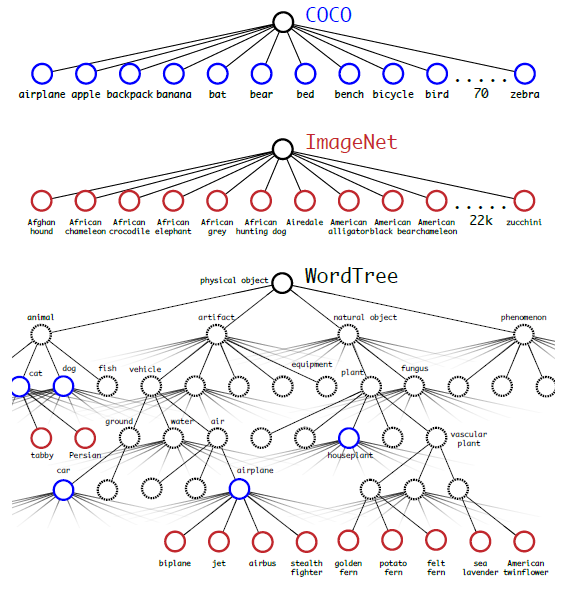 COCO
airplane apple backpack banana bat bear bed bench bicycle bird ..... 70 zebra
ImageNet
Afghan hound
African chameleon
African crocodile
African elephant
African grey
African hunting dog
Airedale
American alligator
American black bear
American chameleon
..... 22k
zucchini
WordTree
physical object
animal artifact natural object phenomenon
cat dog fish vehicle equipment plant fungus
tabby Persian ground water air houseplant vascular plant
car airplane
biplane jet airbus
stealth fighter
golden fern
potato fern
felt fern
sea lavender
American twinflower